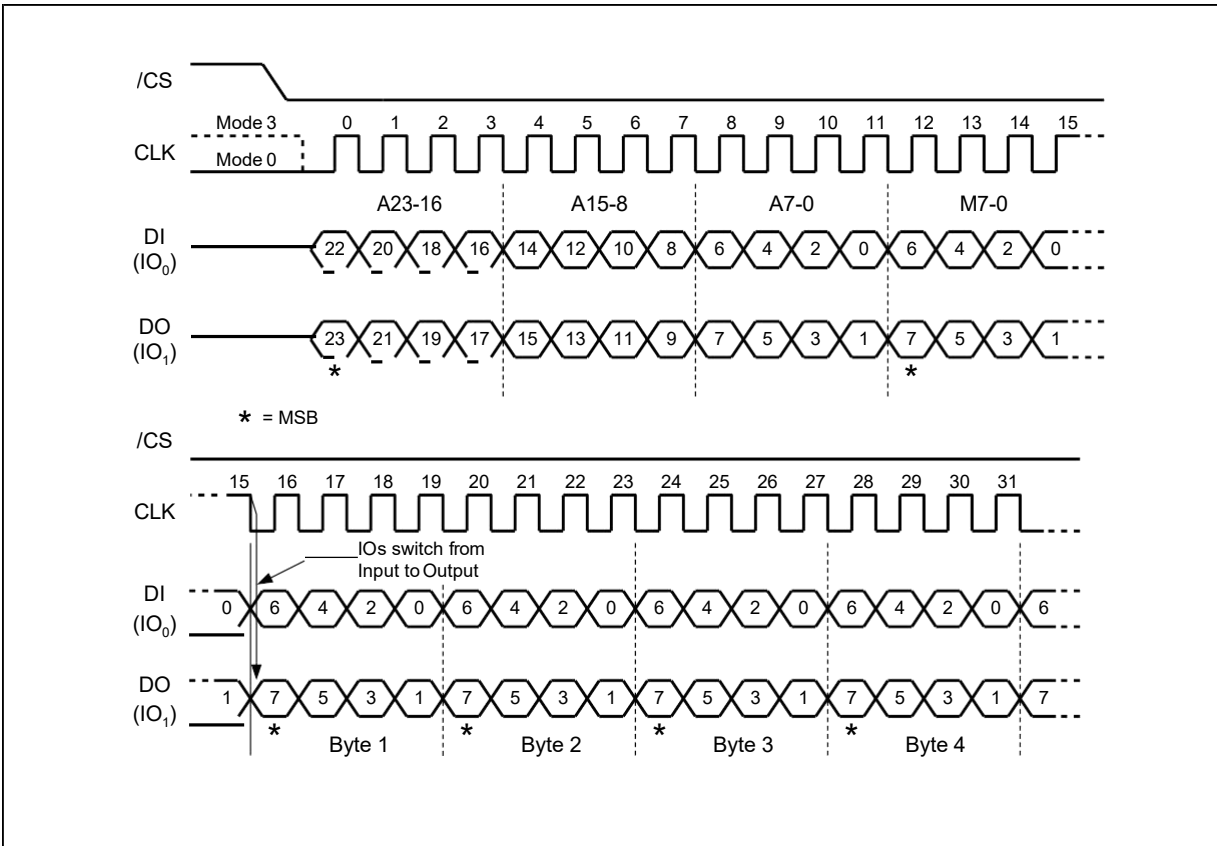 /CS
Mode 3 0 1 2 3 4 5 6 7 8 9 10 11 12 13 14 15
CLK
Mode 0
A23-16 A15-8 A7-0 M7-0
DI
(IO0) 22 20 18 16 14 12 10 8 6 4 2 0 6 4 2 0
DO
(IO1) 23 21 19 17 15 13 11 9 7 5 3 1 7 5 3 1
* *
* = MSB
/CS
15 16 17 18 19 20 21 22 23 24 25 26 27 28 29 30 31
CLK
IOs switch from
Input to Output
DI
(IO0) 0 6 4 2 0 6 4 2 0 6 4 2 0 6 4 2 0 6
DO
(IO1) 1 7 5 3 1 7 5 3 1 7 5 3 1 7 5 3 1 7
* * * *
Byte 1 Byte 2 Byte 3 Byte 4